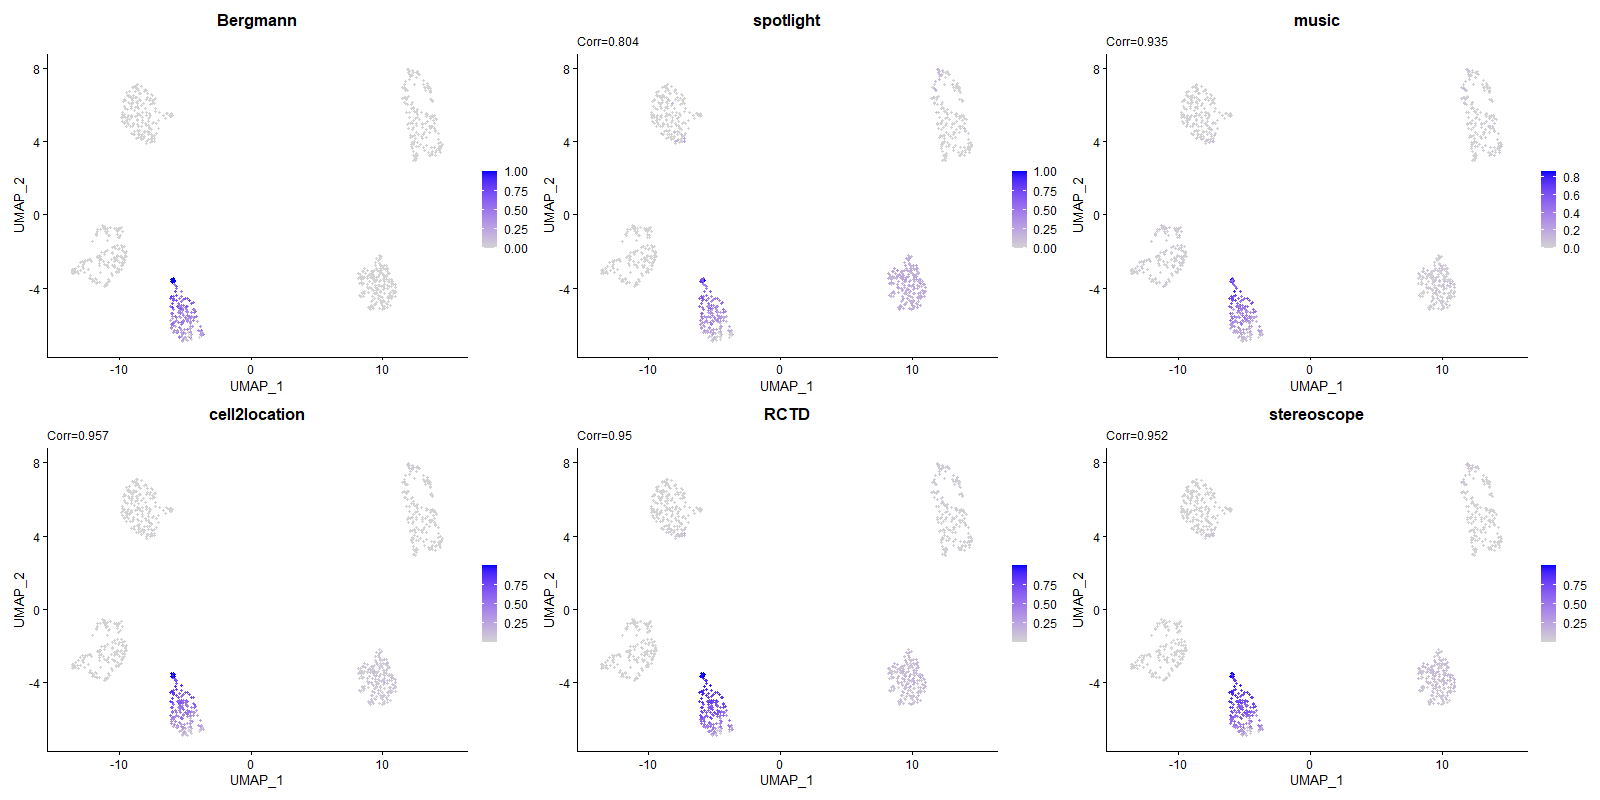 Bergmann
UMAP_2
8
4
0
-4
-10
0
10
UMAP_1
1.00
0.75
0.50
0.25
0.00
spotlight
Corr=0.804
UMAP_2
8
4
0
-4
-10
0
10
UMAP_1
1.00
0.75
0.50
0.25
0.00
music
Corr=0.935
UMAP_2
8
4
0
-4
-10
0
10
UMAP_1
0.8
0.6
0.4
0.2
0.0
cell2location
Corr=0.957
UMAP_2
8
4
0
-4
-10
0
10
UMAP_1
0.75
0.50
0.25
RCTD
Corr=0.95
UMAP_2
8
4
0
-4
-10
0
10
UMAP_1
0.75
0.50
0.25
stereoscope
Corr=0.952
UMAP_2
8
4
0
-4
-10
0
10
UMAP_1
0.75
0.50
0.25